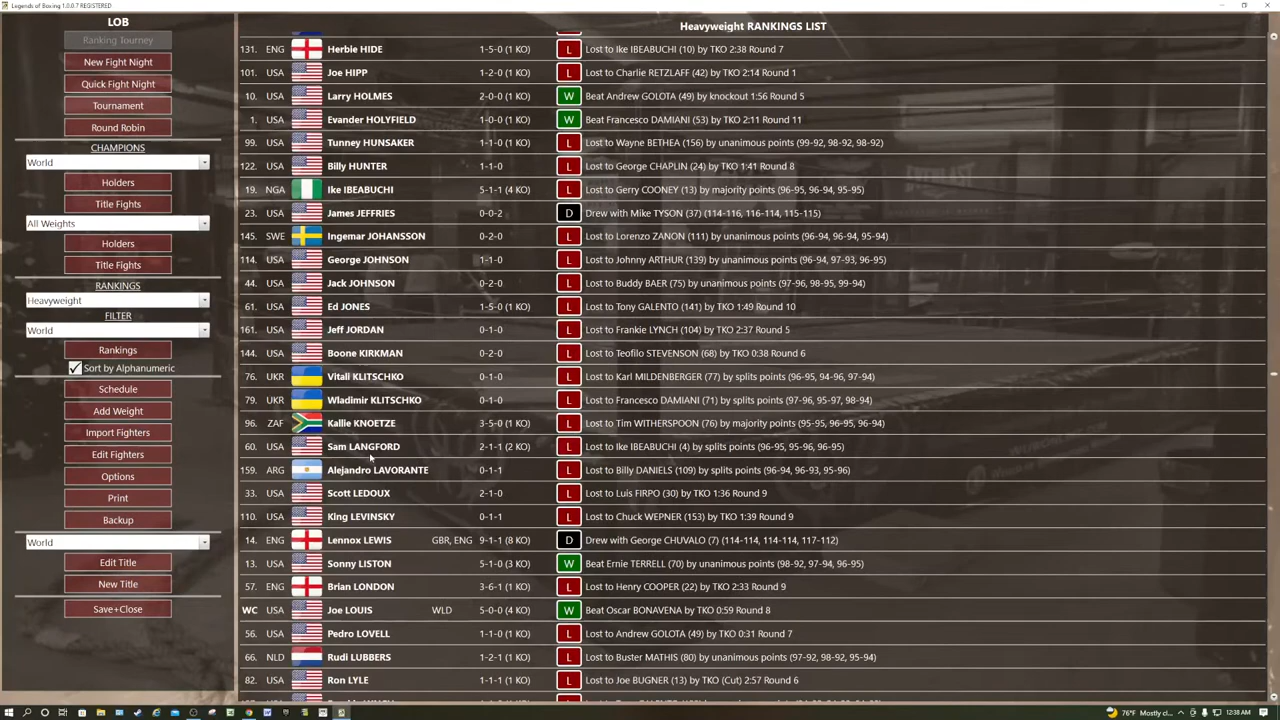 Legends of Boxing 1.0.0.7 REGISTERED
LOB
Ranking Tourney
New Fight Night
Quick Fight Night
Tournament
Round Robin
CHAMPIONS
World
Holders
Title Fights
All Weights
Holders
Title Fights
RANKINGS
Heavyweight
FILTER
World
Rankings
Sort by Alphanumeric
Schedule
Add Weight
Import Fighters
Edit Fighters
Options
Print
Backup
World
Edit Title
New Title
Save+Close
Heavyweight RANKINGS LIST
131. ENG Herbie HIDE 1-5-0 (1 KO) L Lost to Ike IBEABUCHI (10) by TKO 2:38 Round 7
101. USA Joe HIPP 1-2-0 (1 KO) L Lost to Charlie RETZLAFF (42) by TKO 2:14 Round 1
10. USA Larry HOLMES 2-0-0 (1 KO) W Beat Andrew GOLOTA (49) by knockout 1:56 Round 5
1. USA Evander HOLYFIELD 1-0-0 (1 KO) W Beat Francesco DAMIANI (53) by TKO 2:11 Round 11
99. USA Tunney HUNSAKER 1-1-0 (1 KO) L Lost to Wayne BETHEA (156) by unanimous points (99-92, 98-92, 98-92)
122. USA Billy HUNTER 1-1-0 L Lost to George CHAPLIN (24) by TKO 1:41 Round 8
19. NGA Ike IBEABUCHI 5-1-1 (4 KO) L Lost to Gerry COONEY (13) by majority points (96-95, 96-94, 95-95)
23. USA James JEFFRIES 0-0-2 D Drew with Mike TYSON (37) (114-116, 116-114, 115-115)
145. SWE Ingemar JOHANSSON 0-2-0 L Lost to Lorenzo ZANON (111) by unanimous points (96-94, 96-94, 95-94)
114. USA George JOHNSON 1-1-0 L Lost to Johnny ARTHUR (139) by unanimous points (96-94, 97-93, 96-95)
44. USA Jack JOHNSON 0-2-0 L Lost to Buddy BAER (75) by unanimous points (97-96, 98-95, 99-94)
61. USA Ed JONES 1-5-0 (1 KO) L Lost to Tony GALENTO (141) by TKO 1:49 Round 10
161. USA Jeff JORDAN 0-1-0 L Lost to Frankie LYNCH (104) by TKO 2:37 Round 5
144. USA Boone KIRKMAN 0-2-0 L Lost to Teofilo STEVENSON (68) by TKO 0:38 Round 6
76. UKR Vitali KLITSCHKO 0-1-0 L Lost to Karl MILDENBERGER (77) by splits points (96-95, 94-96, 97-94)
79. UKR Wladimir KLITSCHKO 0-1-0 L Lost to Francesco DAMIANI (71) by splits points (97-96, 95-97, 98-94)
96. ZAF Kallie KNOETZE 3-5-0 (1 KO) L Lost to Tim WITHERSPOON (76) by majority points (95-95, 96-95, 97-94)
60. USA Sam LANGFORD 2-1-1 (2 KO) L Lost to Ike IBEABUCHI (4) by splits points (96-95, 95-96, 96-95)
159. ARG Alejandro LAVORANTE 0-1-1 L Lost to Billy DANIELS (109) by splits points (96-94, 96-93, 95-96)
33. USA Scott LEDOUX 2-1-0 L Lost to Luis FIRPO (30) by TKO 1:36 Round 9
110. USA King LEVINSKY 0-1-1 L Lost to Chuck WEPNER (153) by TKO 1:39 Round 9
14. ENG Lennox LEWIS GBR, ENG 9-1-1 (8 KO) D Drew with George CHUVALO (7) (114-114, 114-114, 117-112)
13. USA Sonny LISTON 5-1-0 (3 KO) W Beat Ernie TERRELL (70) by unanimous points (98-92, 97-94, 96-95)
57. ENG Brian LONDON 3-6-1 (1 KO) L Lost to Henry COOPER (22) by TKO 2:33 Round 9
WC USA Joe LOUIS WLD 5-0-0 (4 KO) W Beat Oscar BONAVENA by TKO 0:59 Round 8
56. USA Pedro LOVELL 1-1-0 (1 KO) L Lost to Andrew GOLOTA (49) by TKO 0:31 Round 7
66. NLD Rudi LUBBERS 1-2-1 (1 KO) L Lost to Buster MATHIS (80) by unanimous points (97-92, 98-92, 95-94)
82. USA Ron LYLE 1-1-1 (1 KO) L Lost to Joe BUGNER (13) by TKO (Cut) 2:57 Round 6
76°F Mostly cl...
12:38 AM